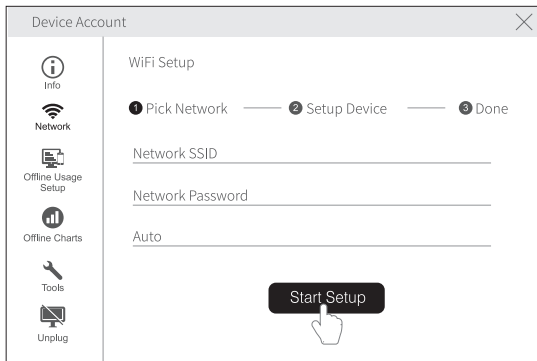 Device Account
Info
Network
Offline Usage
Setup
Offline Charts
Tools
Unplug
WiFi Setup
1 Pick Network 2 Setup Device 3 Done
Network SSID
Network Password
Auto
Start Setup